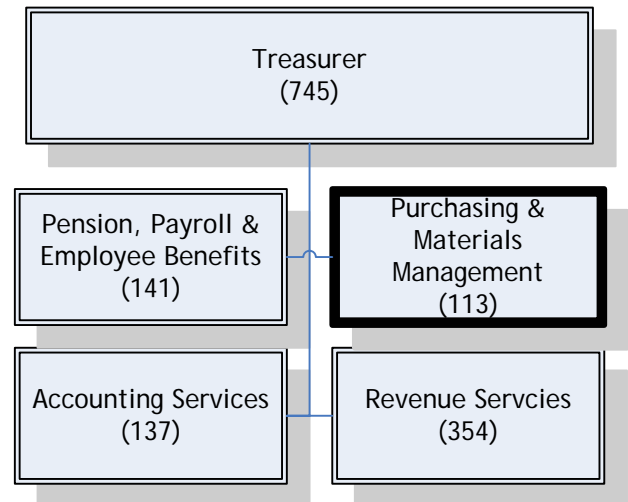 Treasurer
(745)
Pension, Payroll &
Employee Benefits
(141)
Purchasing &
Materials
Management
(113)
Accounting Services
(137)
Revenue Servcies
(354)